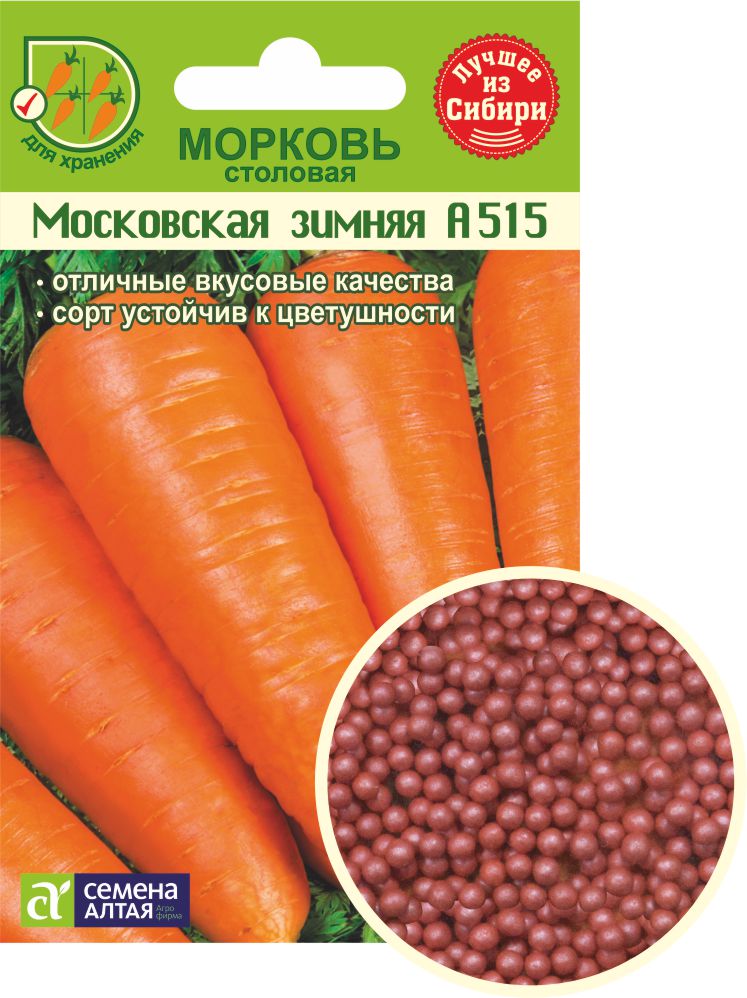 для хранения
Лучшее
из
Сибири
МОРКОВЬ
столовая
Московская зимняя А515
• отличные вкусовые качества
• сорт устойчив к цветушности
семена
Алтая
Агро
фирма